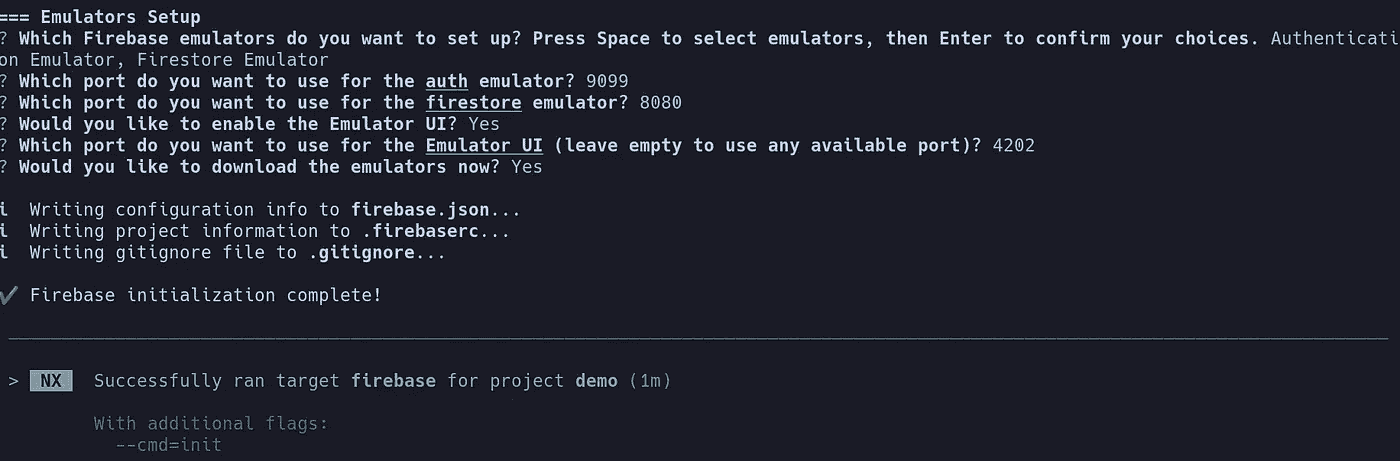 === Emulators Setup
? Which Firebase emulators do you want to set up? Press Space to select emulators, then Enter to confirm your choices. Authenticati
on Emulator, Firestore Emulator
? Which port do you want to use for the auth emulator? 9099
? Which port do you want to use for the firestore emulator? 8080
? Would you like to enable the Emulator UI? Yes
? Which port do you want to use for the Emulator UI (leave empty to use any available port)? 4202
? Would you like to download the emulators now? Yes
i  Writing configuration info to firebase.json...
i  Writing project information to .firebaserc...
i  Writing gitignore file to .gitignore...
✔ Firebase initialization complete!
> NX  Successfully ran target firebase for project demo (1m)
With additional flags:
--cmd=init